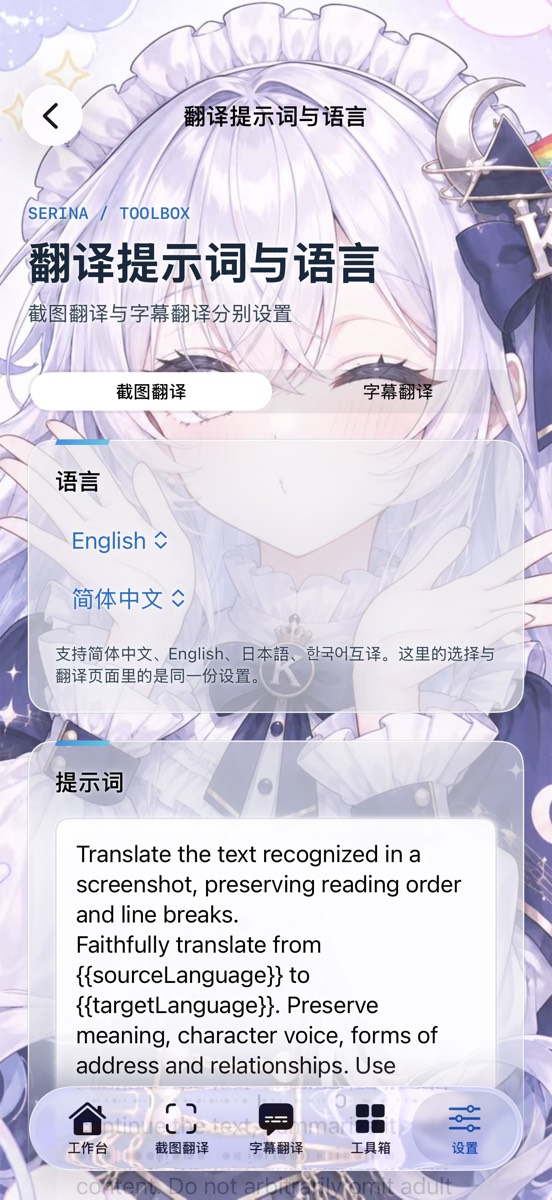 翻译提示词与语言
SERINA / TOOLBOX
翻译提示词与语言
截图翻译与字幕翻译分别设置
截图翻译
字幕翻译
语言
English
简体中文
支持简体中文、English、日本語、한국어互译。这里的选择与
翻译页面里的是同一份设置。
提示词
Translate the text recognized in a
screenshot, preserving reading order
and line breaks.
Faithfully translate from
{{sourceLanguage}} to
{{targetLanguage}}. Preserve
meaning, character voice, forms of
address and relationships. Use
工作台
截图翻译
字幕翻译
工具箱
设置
content. Do not arbitrarily omit adult
K
K